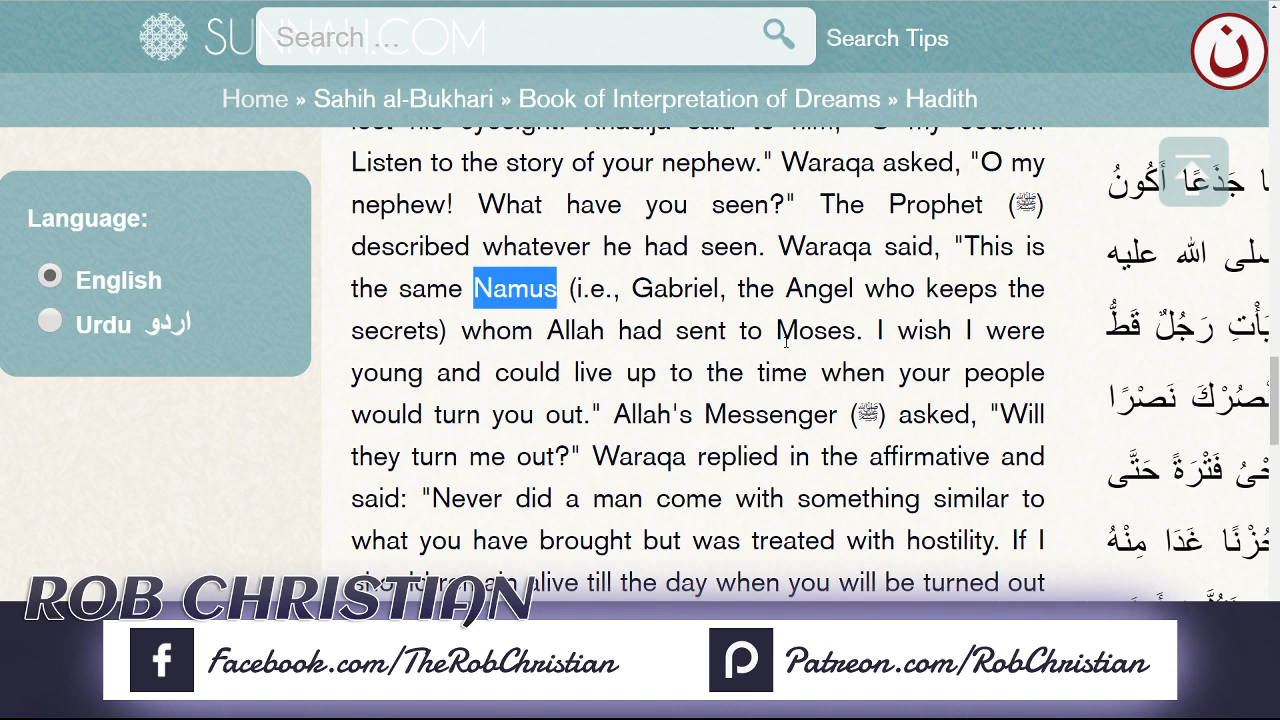 SUNNAH.COM
Search ...
Search Tips
ن
Home » Sahih al-Bukhari » Book of Interpretation of Dreams » Hadith
Language:
English
Urdu اردو
Listen to the story of your nephew." Waraqa asked, "O my
nephew! What have you seen?" The Prophet (ﷺ)
described whatever he had seen. Waraqa said, "This is
the same Namus (i.e., Gabriel, the Angel who keeps the
secrets) whom Allah had sent to Moses. I wish I were
young and could live up to the time when your people
would turn you out." Allah's Messenger (ﷺ) asked, "Will
they turn me out?" Waraqa replied in the affirmative and
said: "Never did a man come with something similar to
what you have brought but was treated with hostility. If I
alive till the day when you will be turned out
جَذَعًا أَكُونُ
الله عليه
رَجُلٌ قَطُّ
نَصْرًا
فَتْرَةً حَتَّى
غَدَا مِنْهُ
ROB CHRISTIAN
Facebook.com/TheRobChristian
Patreon.com/RobChristian